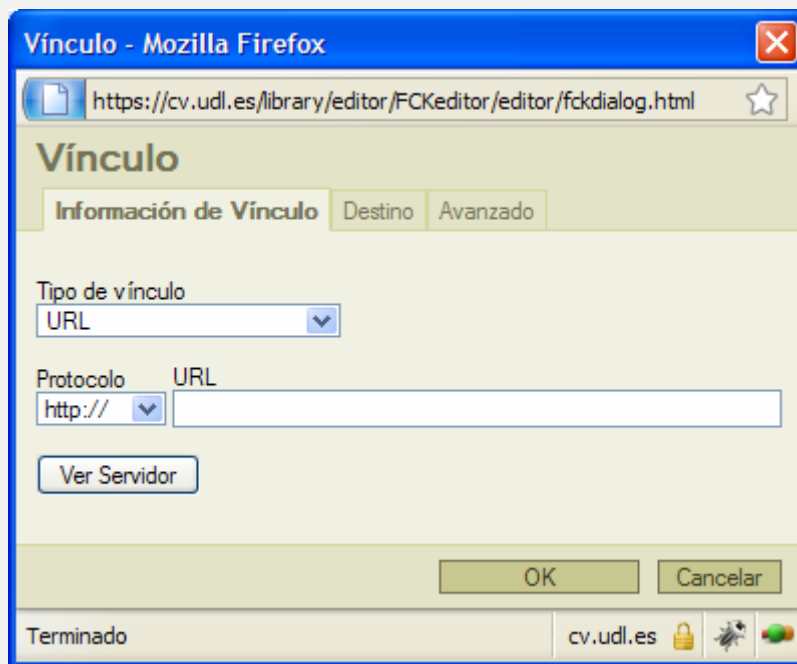 Vínculo - Mozilla Firefox
https://cv.udl.es/library/editor/FCKeditor/editor/fckdialog.html
Vínculo
Información de Vínculo Destino Avanzado
Tipo de vínculo
URL
Protocolo URL
http://
Ver Servidor
OK Cancelar
Terminado cv.udl.es